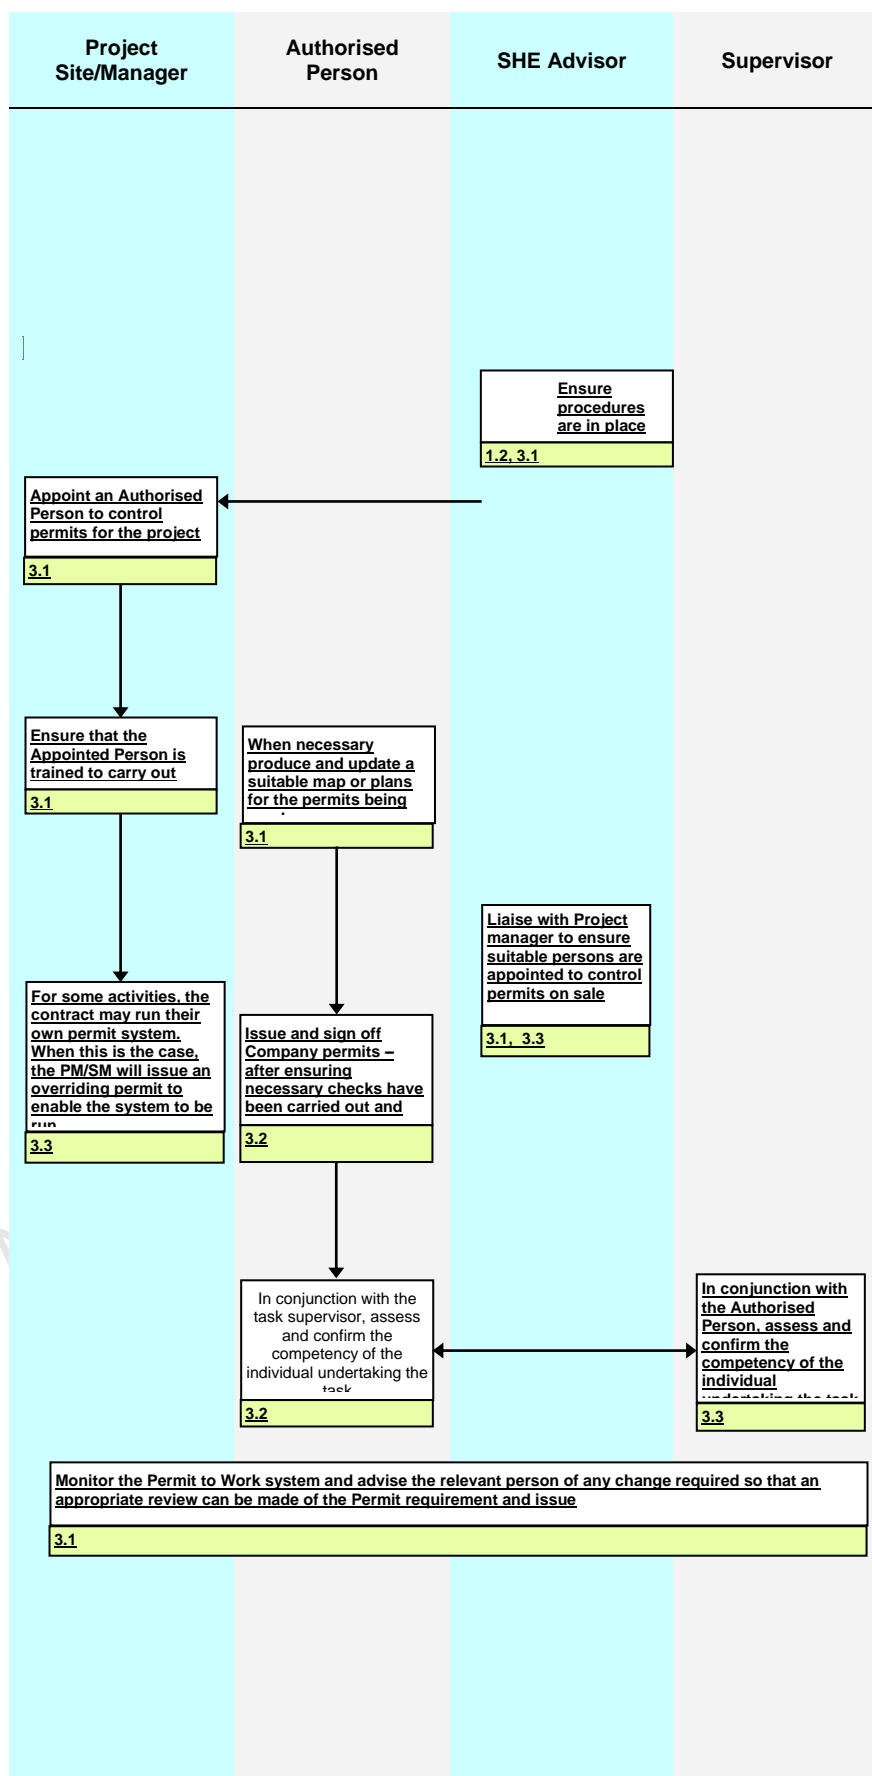 Project
Site/Manager
Authorised
Person
SHE Advisor
Supervisor
Ensure
procedures
are in place
1.2, 3.1
Appoint an Authorised
Person to control
permits for the project
3.1
Ensure that the
Appointed Person is
trained to carry out
3.1
When necessary
produce and update a
suitable map or plans
for the permits being
3.1
Liaise with Project
manager to ensure
suitable persons are
appointed to control
permits on sale
3.1, 3.3
For some activities, the
contract may run their
own permit system.
When this is the case,
the PM/SM will issue an
overriding permit to
enable the system to be
run
3.3
Issue and sign off
Company permits –
after ensuring
necessary checks have
been carried out and
3.2
In conjunction with the
task supervisor, assess
and confirm the
competency of the
individual undertaking the
task
3.2
In conjunction with
the Authorised
Person, assess and
confirm the
competency of the
individual
undertaking the task
3.3
Monitor the Permit to Work system and advise the relevant person of any change required so that an
appropriate review can be made of the Permit requirement and issue
3.1